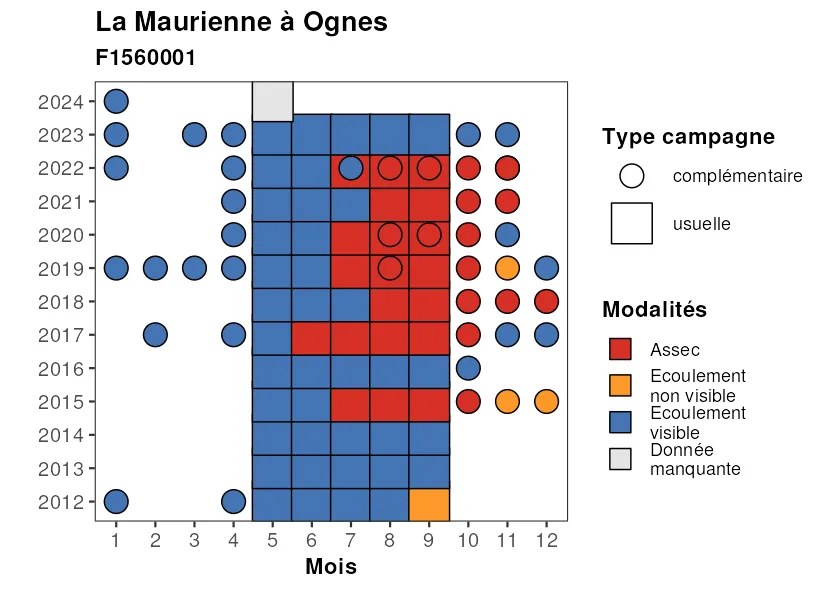 La Maurienne à Ognes
F1560001
2024
2023
2022
2021
2020
2019
2018
2017
2016
2015
2014
2013
2012
1 2 3 4 5 6 7 8 9 10 11 12
Mois
Type campagne
complémentaire
usuelle
Modalités
Assec
Ecoulement
non visible
Ecoulement
visible
Donnée
manquante